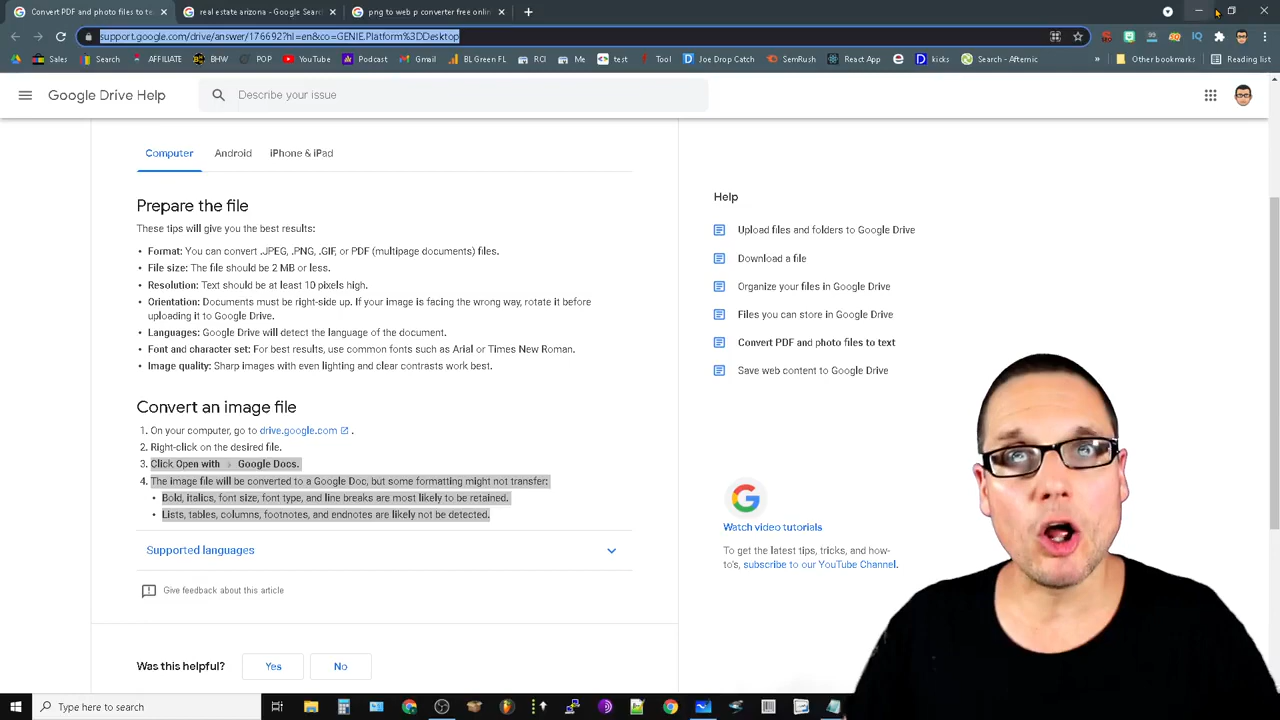 Convert PDF and photo files to te
real estate arizona - Google Search
png to web p converter free onlin
support.google.com/drive/answer/176692?hl=en&co=GENIE.Platform%3DDesktop
Sales
Search
AFFILIATE
BHW
POP
YouTube
Podcast
Gmail
BL Green FL
RCI
Me
test
Tool
Joe Drop Catch
SemRush
React App
kicks
Search - Afternic
»
Other bookmarks
Reading list
Google Drive Help
Describe your issue
Computer
Android
iPhone & iPad
Prepare the file
These tips will give you the best results:
• Format: You can convert .JPEG, .PNG, .GIF, or PDF (multipage documents) files.
• File size: The file should be 2 MB or less.
• Resolution: Text should be at least 10 pixels high.
• Orientation: Documents must be right-side up. If your image is facing the wrong way, rotate it before
uploading it to Google Drive.
• Languages: Google Drive will detect the language of the document.
• Font and character set: For best results, use common fonts such as Arial or Times New Roman.
• Image quality: Sharp images with even lighting and clear contrasts work best.
Convert an image file
1. On your computer, go to drive.google.com .
2. Right-click on the desired file.
3. Click Open with › Google Docs.
4. The image file will be converted to a Google Doc, but some formatting might not transfer:
• Bold, italics, font size, font type, and line breaks are most likely to be retained.
• Lists, tables, columns, footnotes, and endnotes are likely not be detected.
Supported languages
Give feedback about this article
Was this helpful?
Yes
No
Help
Upload files and folders to Google Drive
Download a file
Organize your files in Google Drive
Files you can store in Google Drive
Convert PDF and photo files to text
Save web content to Google Drive
Watch video tutorials
To get the latest tips, tricks, and how-
to's, subscribe to our YouTube Channel.
Type here to search